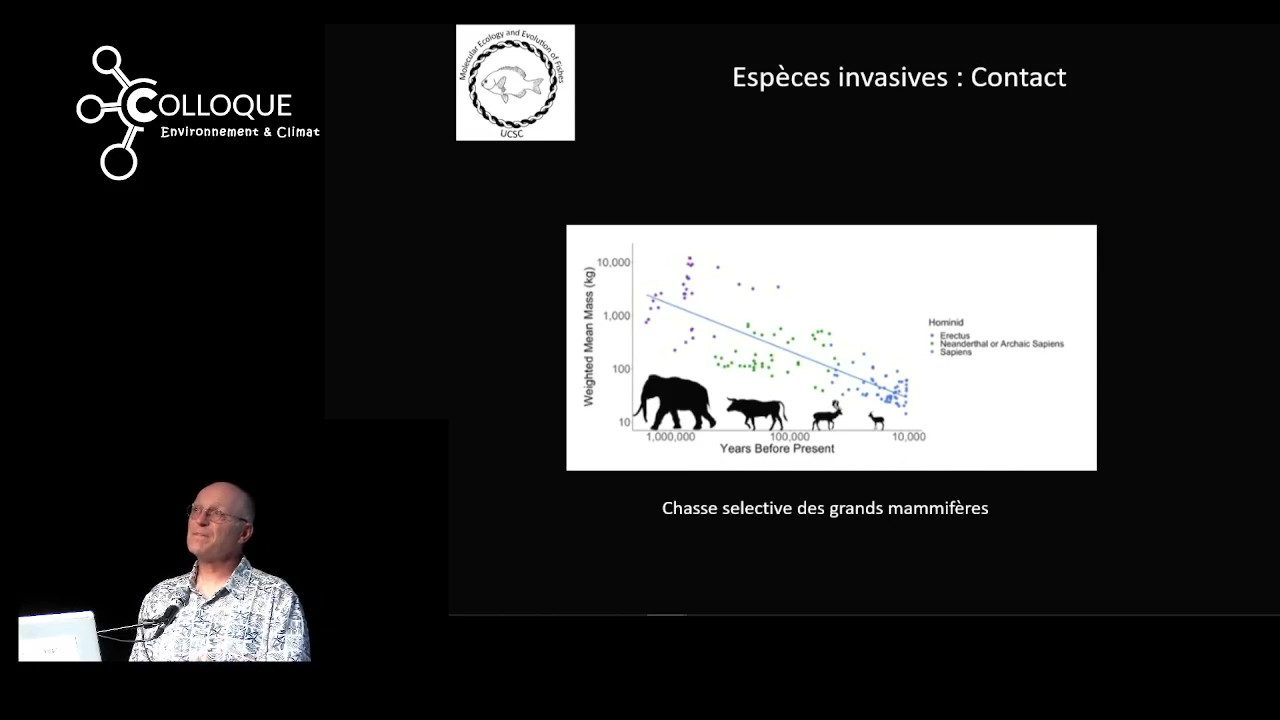 COLLOQUE
Environnement & Climat
Molecular Ecology and Evolution of Fishes
UCSC
Espèces invasives : Contact
Weighted Mean Mass (kg)
10,000
1,000
100
10
1,000,000
100,000
10,000
Years Before Present
Hominid
Erectus
Neanderthal or Archaic Sapiens
Sapiens
Chasse selective des grands mammifères